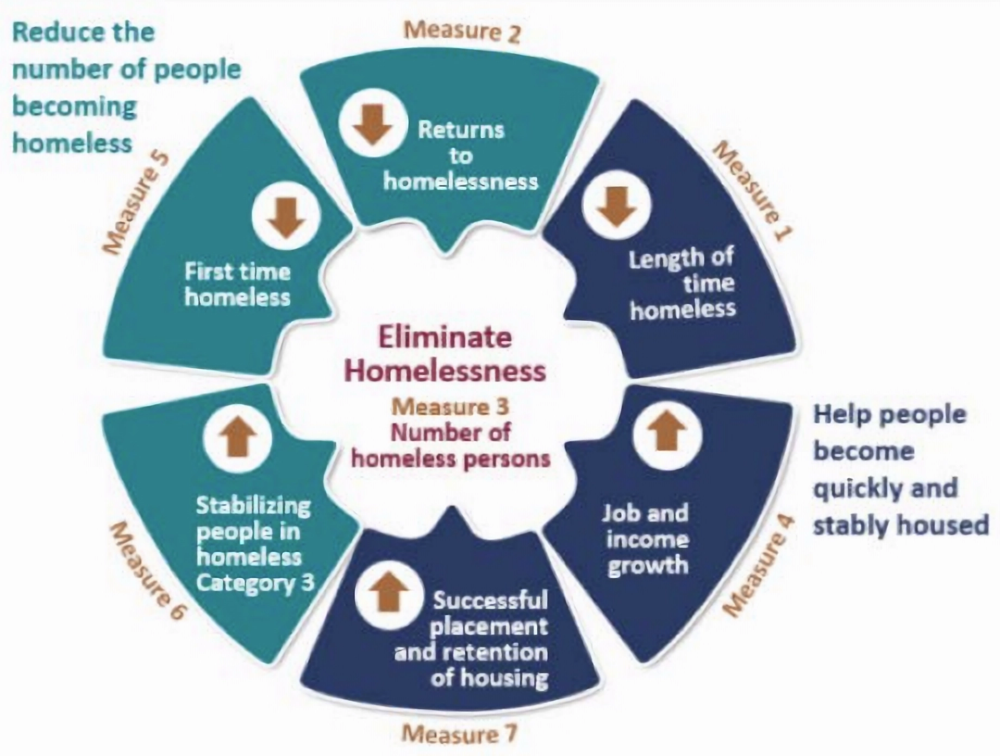 Reduce the
number of people
becoming
homeless
Measure 2
Returns
to
homelessness
Measure 1
Length of
time
homeless
Measure 5
First time
homeless
Eliminate
Homelessness
Measure 3
Number of
homeless persons
Help people
become
quickly and
stably housed
Measure 4
Job and
income
growth
Measure 6
Stabilizing
people in
homeless
Category 3
Successful
placement
and retention
of housing
Measure 7